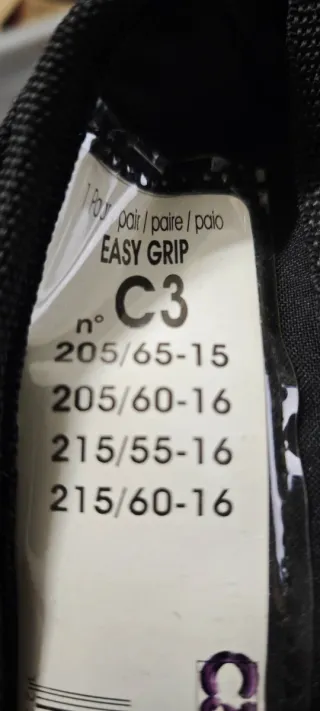 pair / paire / paio
EASY GRIP
n° C3
205/65-15
205/60-16
215/55-16
215/60-16